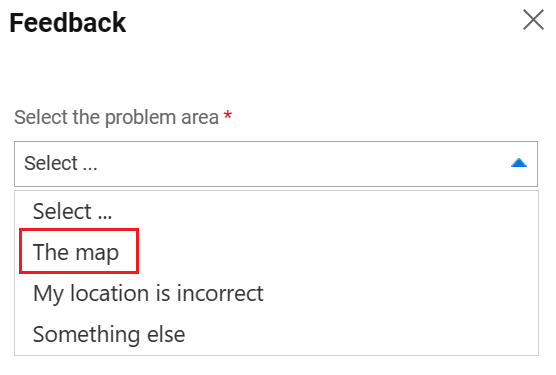 Feedback
Select the problem area *
Select ...
Select ...
The map
My location is incorrect
Something else